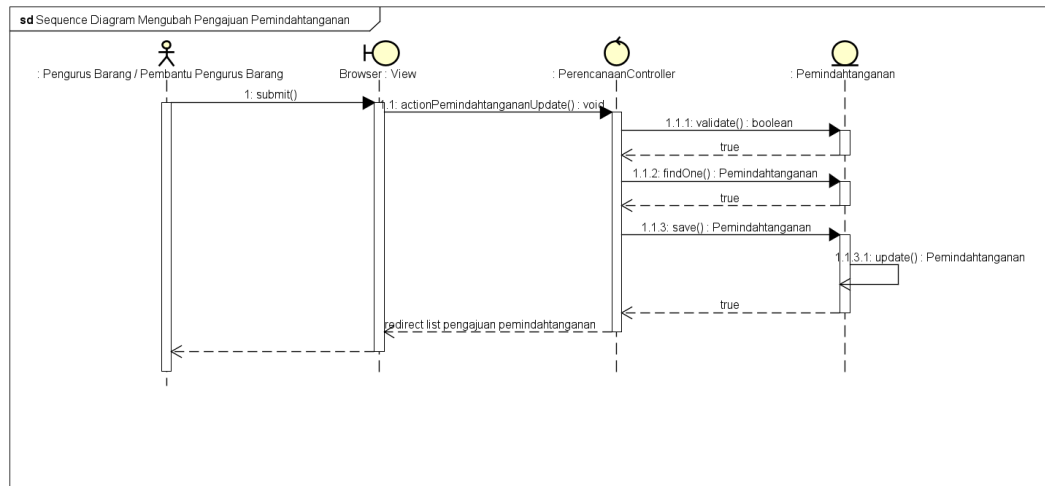 sd Sequence Diagram Mengubah Pengajuan Pemindahtanganan
: Pengurus Barang / Pembantu Pengurus Barang
Browser : View
: PerencanaanController
: Pemindahtanganan
1: submit()
1.1: actionPemindahtangananUpdate() : void
1.1.1: validate() : boolean
true
1.1.2: findOne() : Pemindahtanganan
true
1.1.3: save() : Pemindahtanganan
1.1.3.1: update() : Pemindahtanganan
true
redirect list pengajuan pemindahtanganan